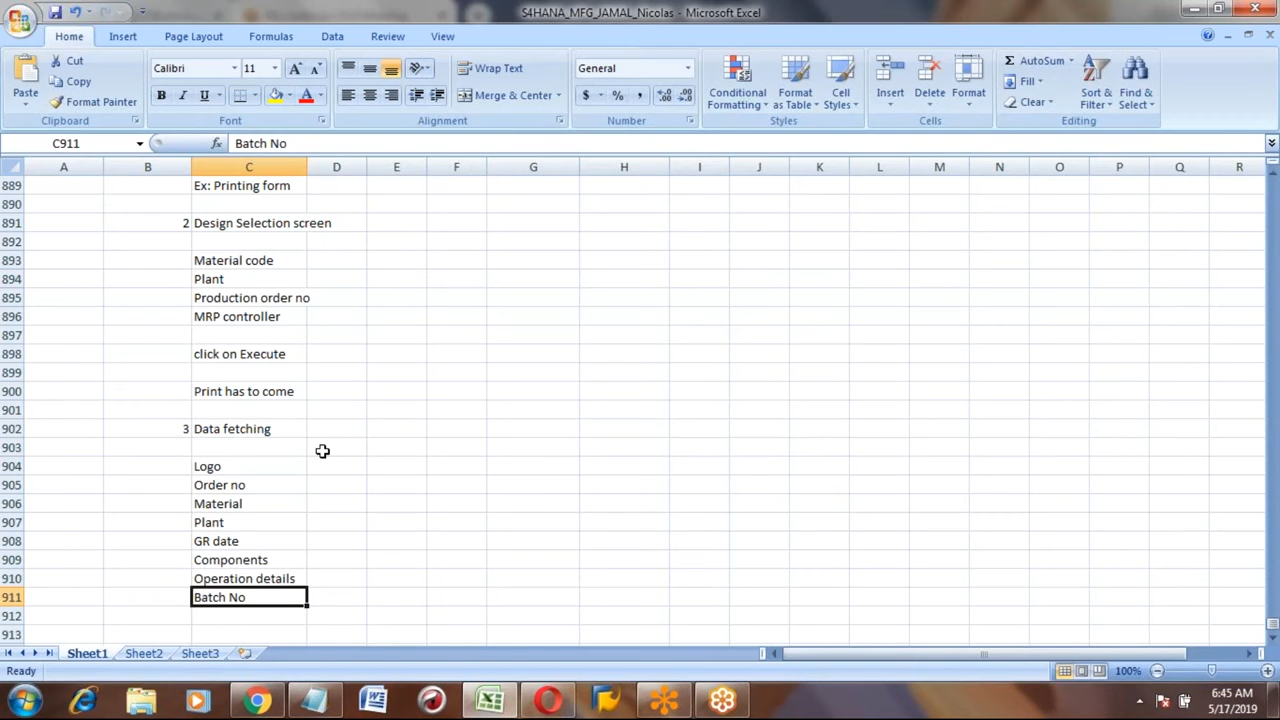 S4HANA_MFG_JAMAL_Nicolas - Microsoft Excel
Home Insert Page Layout Formulas Data Review View
Paste
Cut
Copy
Format Painter
Clipboard
Calibri 11
B I U
Font
Wrap Text
Merge & Center
Alignment
General
$ % ,
Number
Conditional Formatting
Format as Table
Cell Styles
Styles
Insert
Delete
Format
Cells
Σ AutoSum
Fill
Clear
Sort & Filter
Find & Select
Editing
C911 fx Batch No
A B C D E F G H I J K L M N O P Q R
889 Ex: Printing form
890
891 2 Design Selection screen
892
893 Material code
894 Plant
895 Production order no
896 MRP controller
897
898 click on Execute
899
900 Print has to come
901
902 3 Data fetching
903
904 Logo
905 Order no
906 Material
907 Plant
908 GR date
909 Components
910 Operation details
911 Batch No
912
913
Sheet1 Sheet2 Sheet3
Ready 100%
6:45 AM
5/17/2019